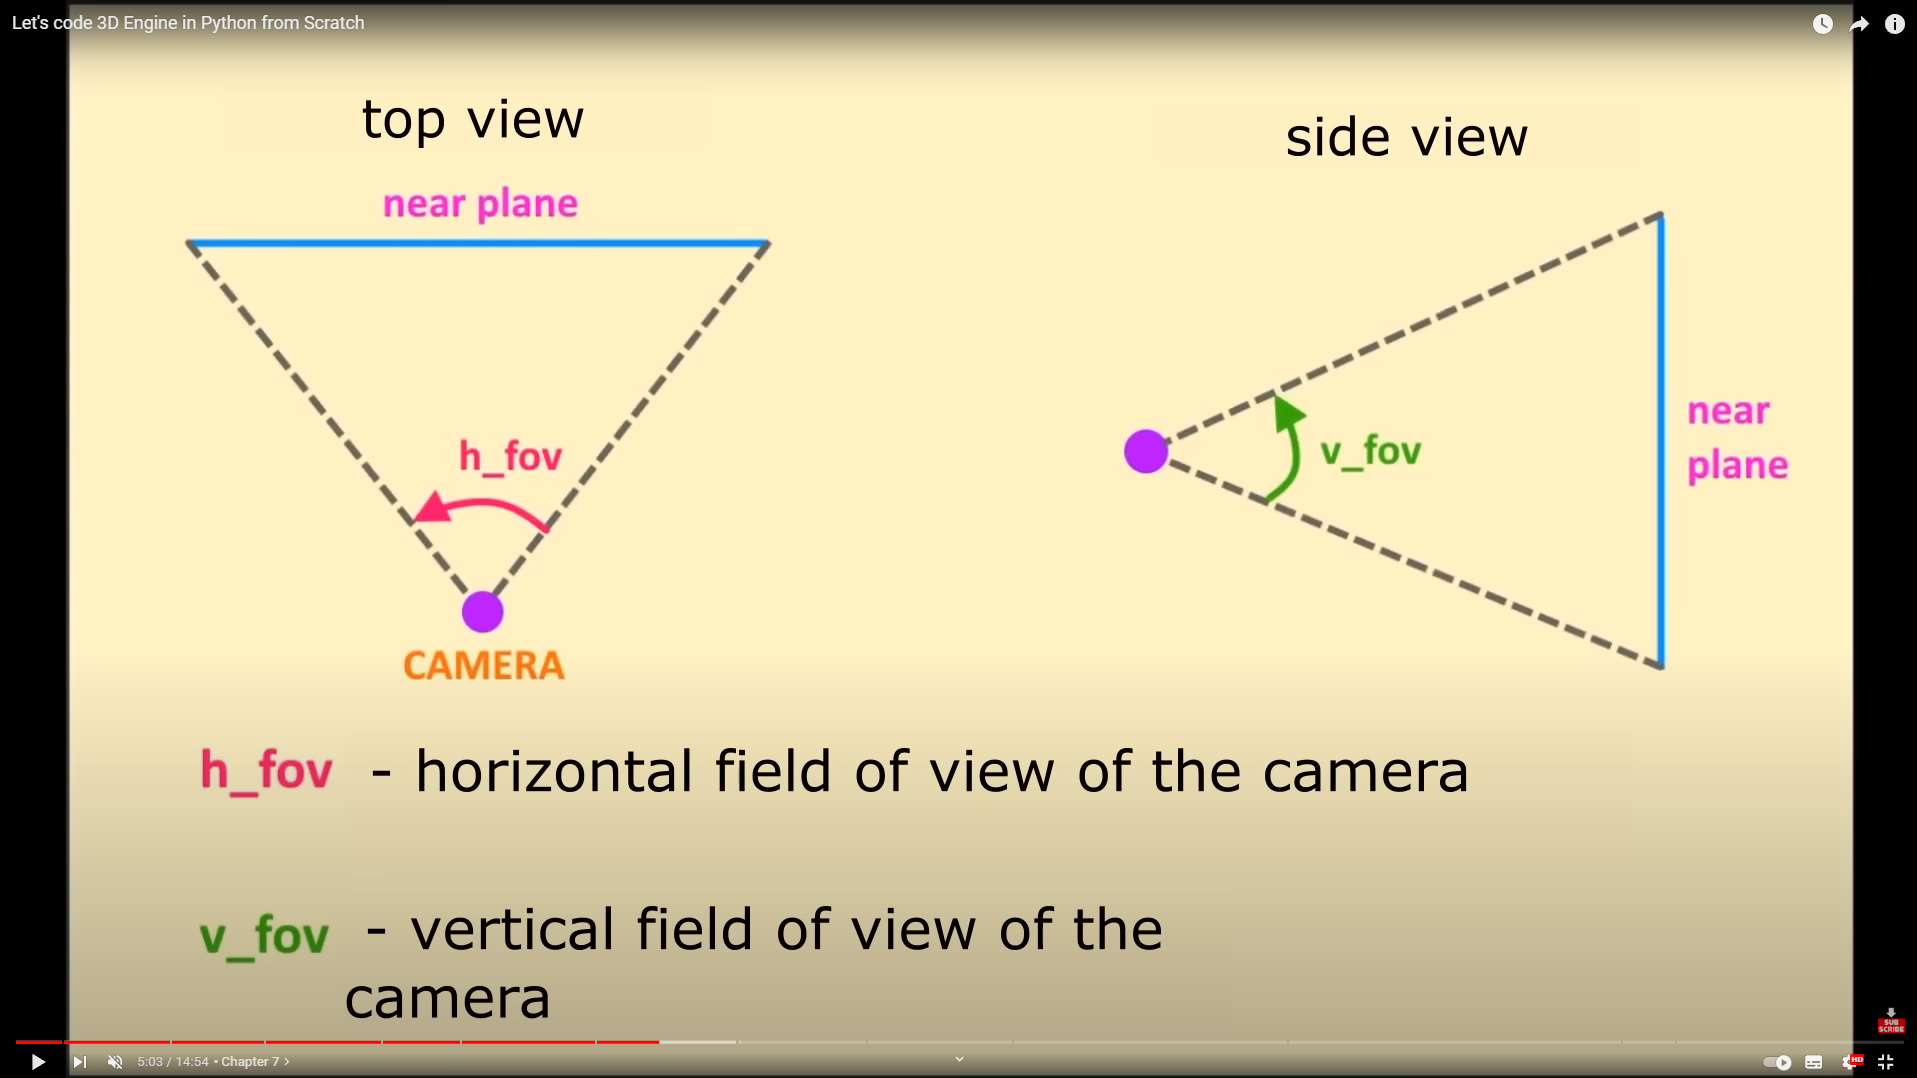 Let's code 3D Engine in Python from Scratch
top view
side view
near plane
h_fov
v_fov
near
plane
CAMERA
h_fov - horizontal field of view of the camera
v_fov - vertical field of view of the
camera
SUB
SCRIBE
5:03 / 14:54 • Chapter 7
HD